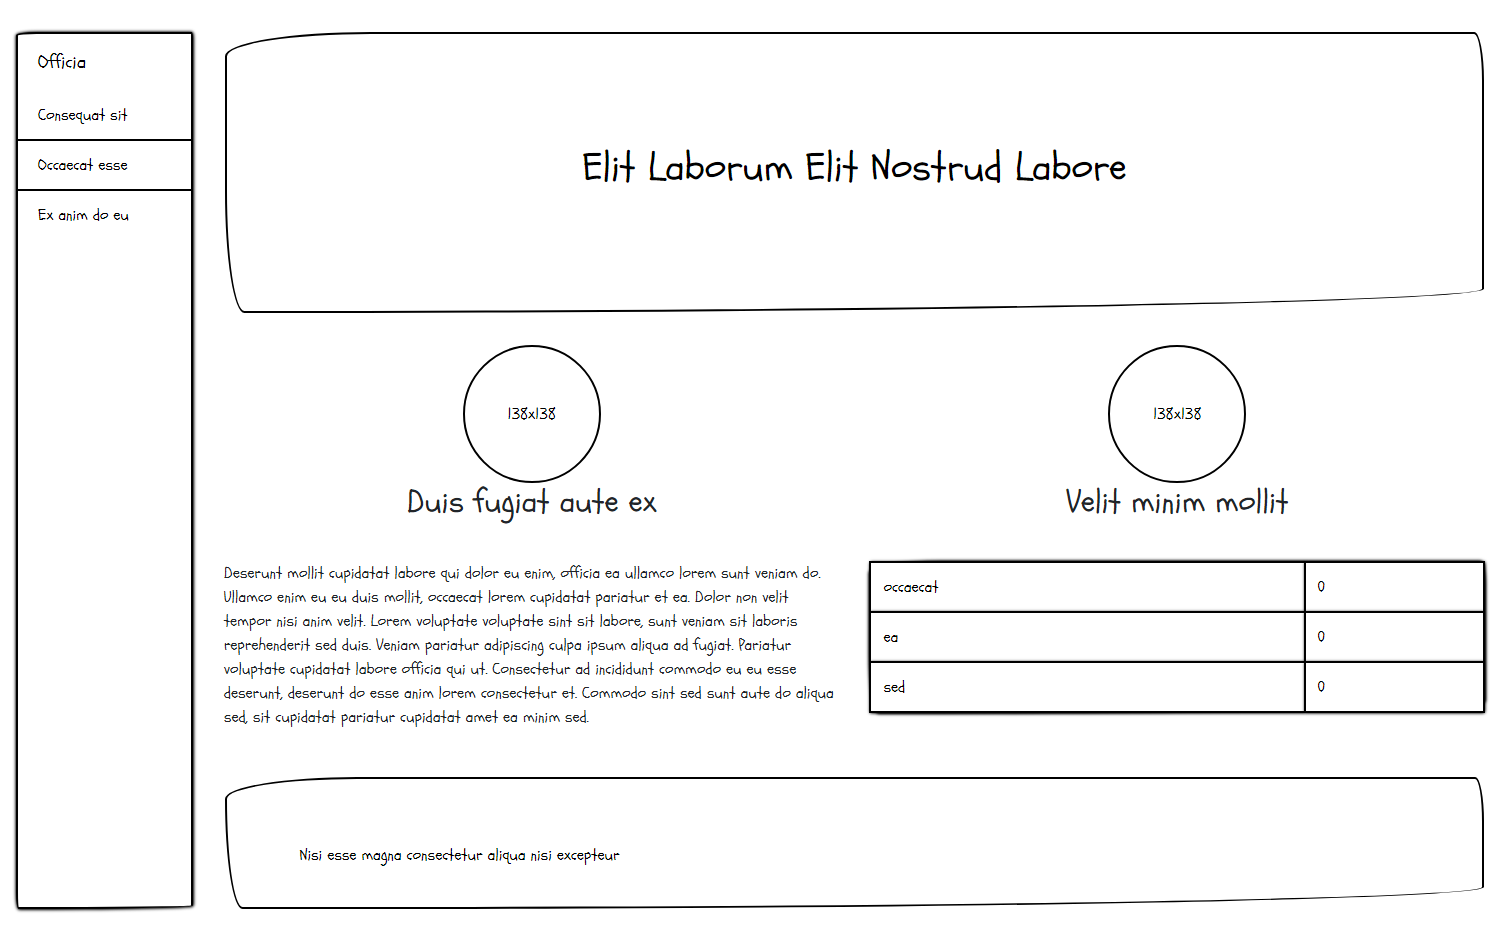 Officia
Consequat sit
Occaecat esse
Ex anim do eu
Elit Laborum Elit Nostrud Labore
138x138
Duis fugiat aute ex
138x138
Velit minim mollit
Deserunt mollit cupidatat labore qui dolor eu enim, officia ea ullamco lorem sunt veniam do.
Ullamco enim eu eu duis mollit, occaecat lorem cupidatat pariatur et ea. Dolor non velit
tempor nisi anim velit. Lorem voluptate voluptate sint sit labore, sunt veniam sit laboris
reprehenderit sed duis. Veniam pariatur adipiscing culpa ipsum aliqua ad fugiat. Pariatur
voluptate cupidatat labore officia qui ut. Consectetur ad incididunt commodo eu eu esse
deserunt, deserunt do esse anim lorem consectetur et. Commodo sint sed sunt aute do aliqua
sed, sit cupidatat pariatur cupidatat amet ea minim sed.
occaecat 0
ea 0
sed 0
Nisi esse magna consectetur aliqua nisi excepteur